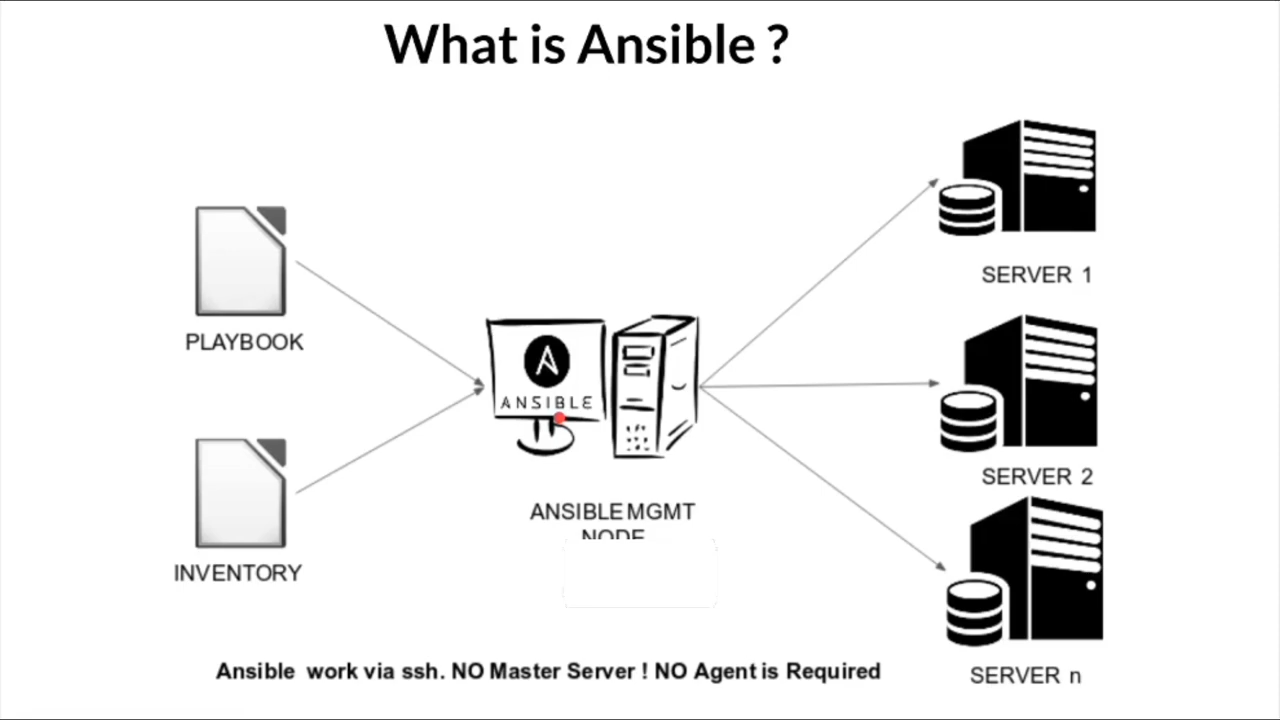 What is Ansible ?
PLAYBOOK
INVENTORY
ANSIBLE
ANSIBLE MGMT
NODE
SERVER 1
SERVER 2
SERVER n
Ansible work via ssh. NO Master Server ! NO Agent is Required